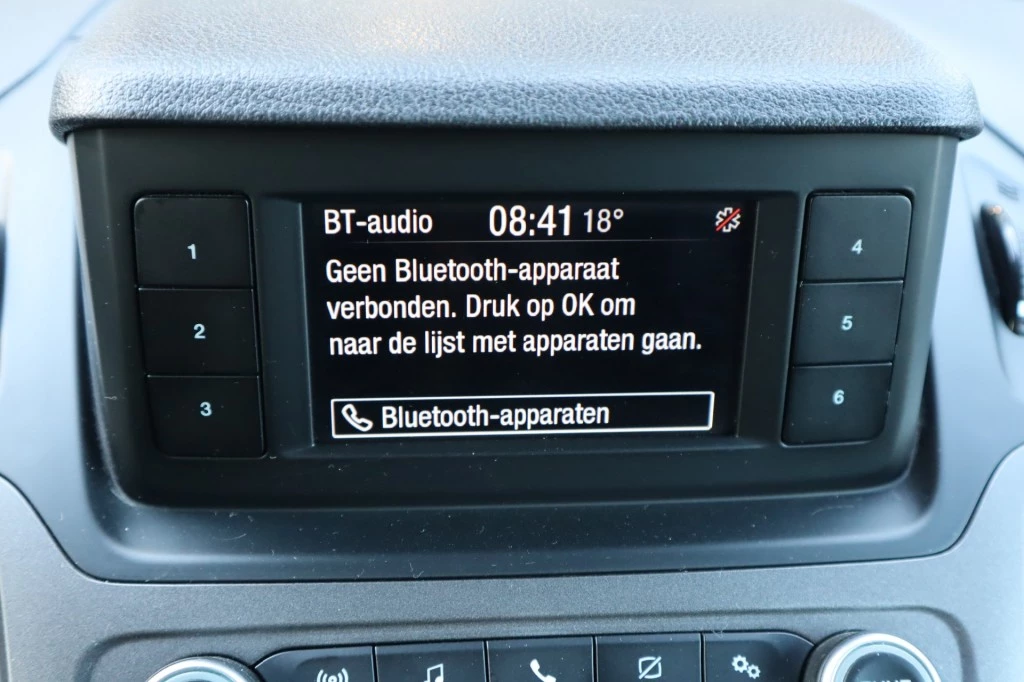 BT-audio 08:41 18°
Geen Bluetooth-apparaat
verbonden. Druk op OK om
naar de lijst met apparaten gaan.
Bluetooth-apparaten
1
2
3
4
5
6